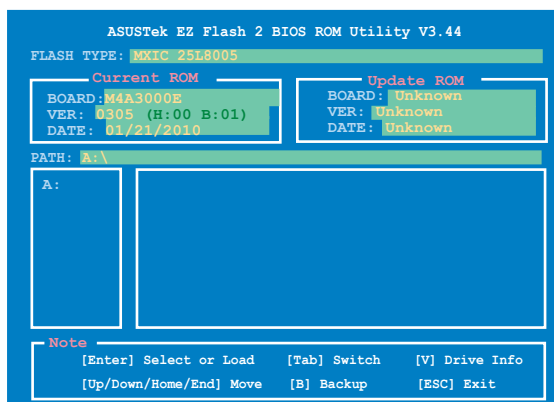 ASUSTek EZ Flash 2 BIOS ROM Utility V3.44
FLASH TYPE: MXIC 25L8005
Current ROM
BOARD:M4A3000E
VER: 0305 (H:00 B:01)
DATE: 01/21/2010
Update ROM
BOARD: Unknown
VER: Unknown
DATE: Unknown
PATH: A:\
A:
Note
[Enter] Select or Load [Tab] Switch [V] Drive Info
[Up/Down/Home/End] Move [B] Backup [ESC] Exit